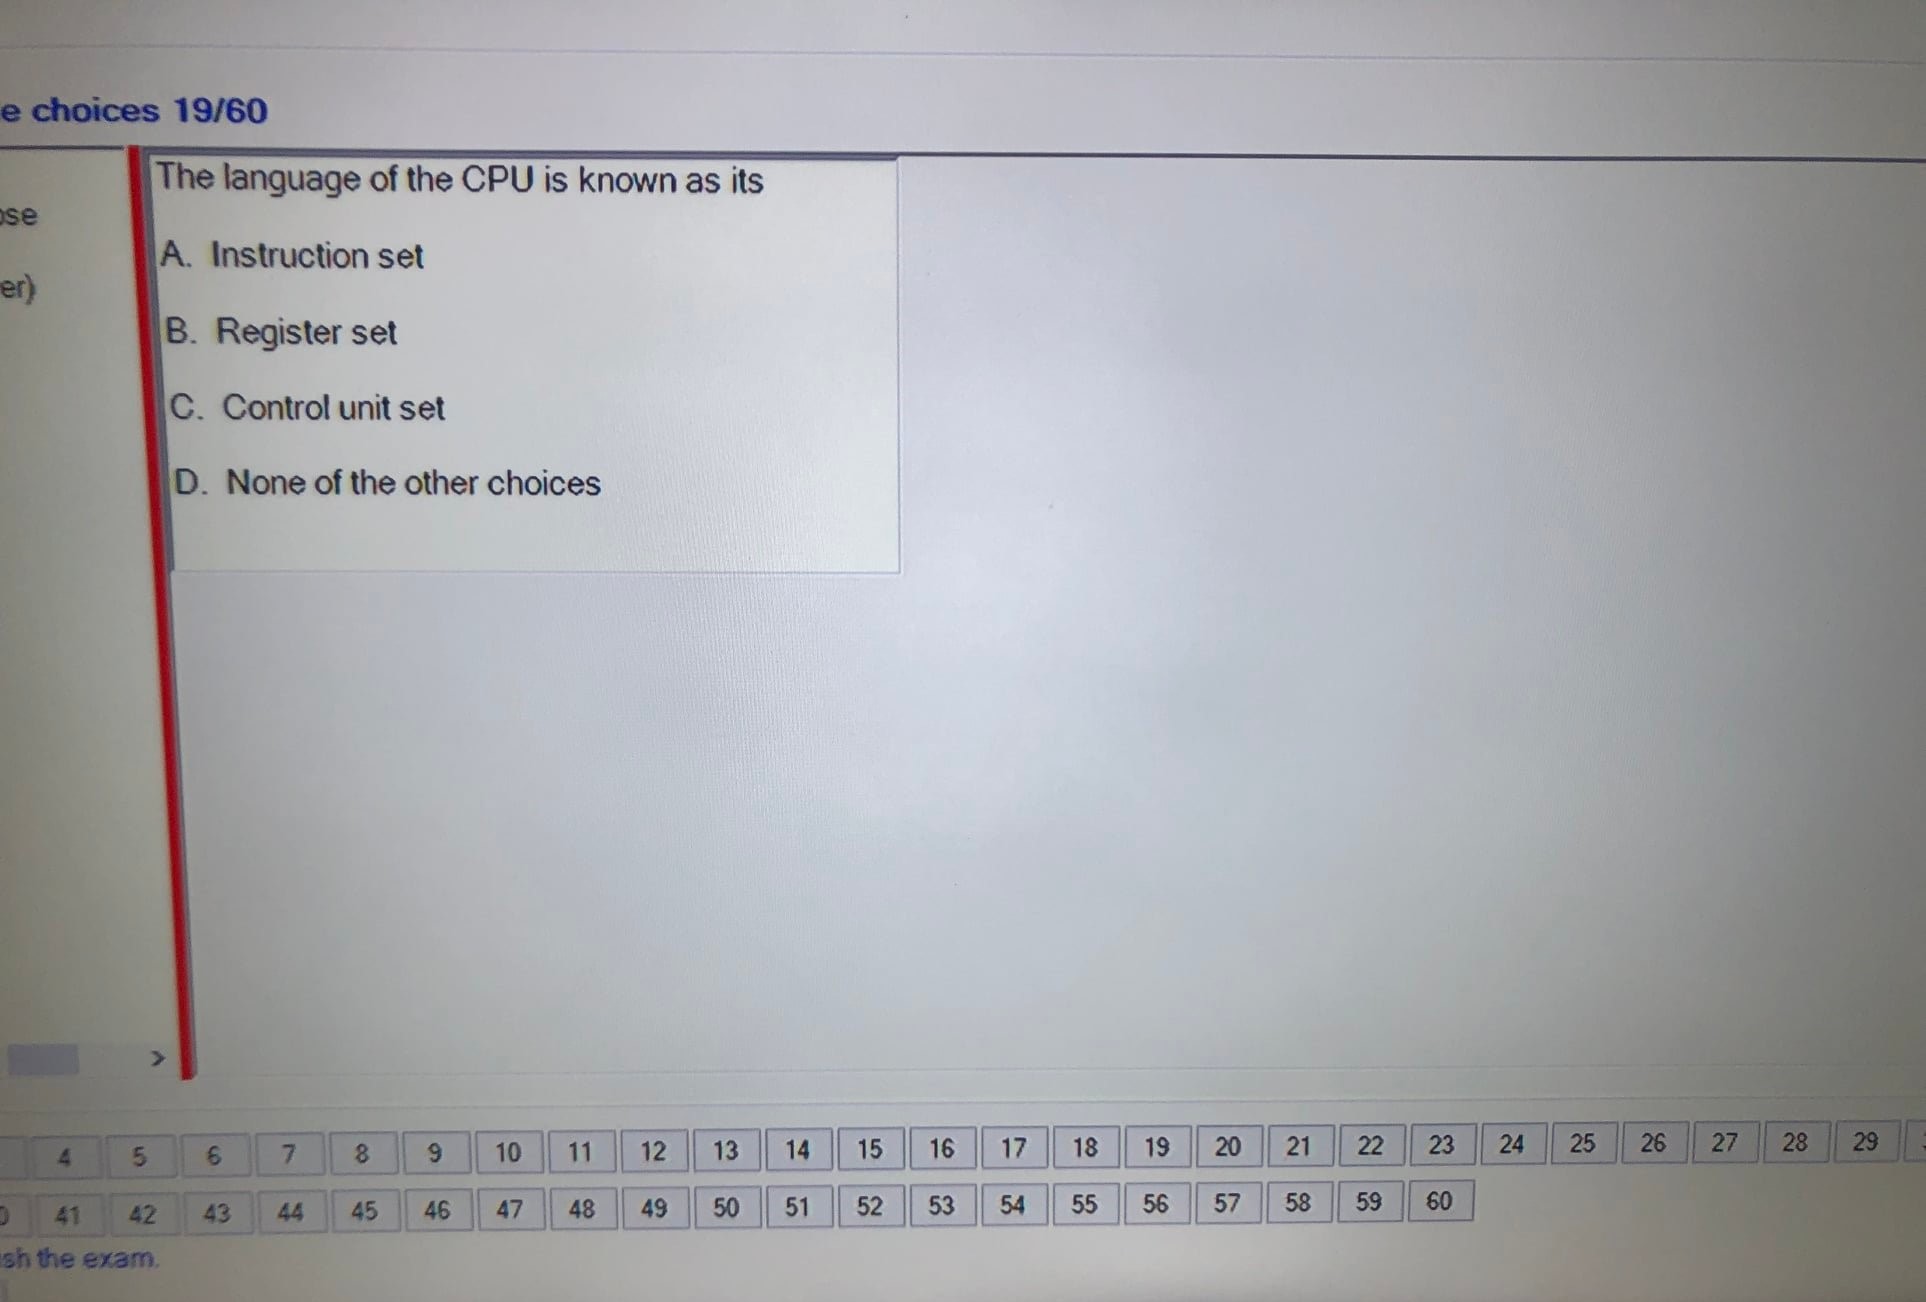 e choices 19/60
The language of the CPU is known as its
ose
A. Instruction set
er)
B. Register set
C. Control unit set
D. None of the other choices
>
4 5 6 7 8 9 10 11 12 13 14 15 16 17 18 19 20 21 22 23 24 25 26 27 28 29
0 41 42 43 44 45 46 47 48 49 50 51 52 53 54 55 56 57 58 59 60
sh the exam.